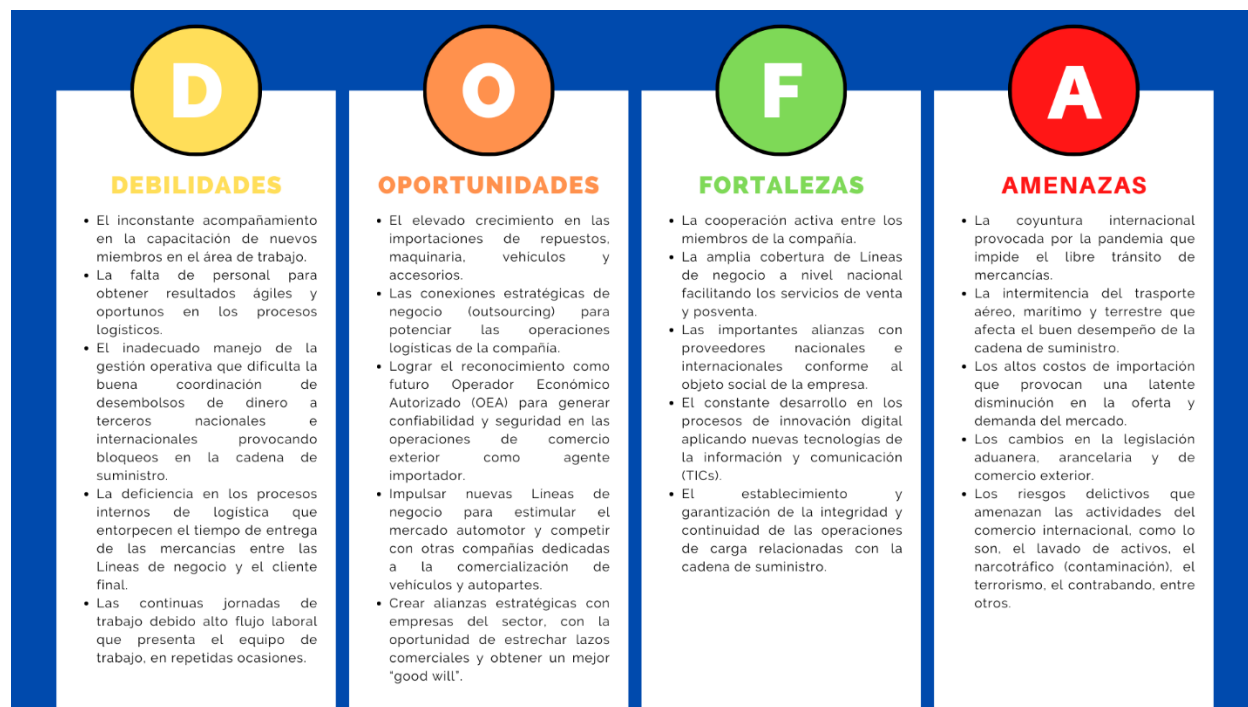 D
DEBILIDADES
El inconstante acompañamiento
en la capacitación de nuevos
miembros en el área de trabajo.
La falta de personal para
obtener resultados ágiles y
oportunos en los procesos
logísticos.
El inadecuado manejo de la
gestión operativa que dificulta la
buena coordinación de
desembolsos de dinero a
terceros nacionales e
internacionales provocando
bloqueos en la cadena de
suministro.
La deficiencia en los procesos
internos de logística que
entorpecen el tiempo de entrega
de las mercancías entre las
Líneas de negocio y el cliente
final.
Las continuas jornadas de
trabajo debido alto flujo laboral
que presenta el equipo de
trabajo, en repetidas ocasiones.
O
OPORTUNIDADES
El elevado crecimiento en las
importaciones de repuestos,
maquinaria, vehículos y
accesorios.
Las conexiones estratégicas de
negocio (outsourcing) para
potenciar las operaciones
logísticas de la compañía.
Lograr el reconocimiento como
futuro Operador Económico
Autorizado (OEA) para generar
confiabilidad y seguridad en las
operaciones de comercio
exterior como agente
importador.
Impulsar nuevas Líneas de
negocio para estimular el
mercado automotor y competir
con otras compañías dedicadas
a la comercialización de
vehículos y autopartes.
Crear alianzas estratégicas con
empresas del sector, con la
oportunidad de estrechar lazos
comerciales y obtener un mejor
“good will”.
F
FORTALEZAS
La cooperación activa entre los
miembros de la compañía.
La amplia cobertura de Líneas
de negocio a nivel nacional
facilitando los servicios de venta
y posventa.
Las importantes alianzas con
proveedores nacionales e
internacionales conforme al
objeto social de la empresa.
El constante desarrollo en los
procesos de innovación digital
aplicando nuevas tecnologías de
la información y comunicación
(TICs).
El establecimiento y
garantización de la integridad y
continuidad de las operaciones
de carga relacionadas con la
cadena de suministro.
A
AMENAZAS
La coyuntura internacional
provocada por la pandemia que
impide el libre tránsito de
mercancías.
La intermitencia del trasporte
aéreo, marítimo y terrestre que
afecta el buen desempeño de la
cadena de suministro.
Los altos costos de importación
que provocan una latente
disminución en la oferta y
demanda del mercado.
Los cambios en la legislación
aduanera, arancelaria y de
comercio exterior.
Los riesgos delictivos que
amenazan las actividades del
comercio internacional, como lo
son, el lavado de activos, el
narcotráfico (contaminación), el
terrorismo, el contrabando, entre
otros.